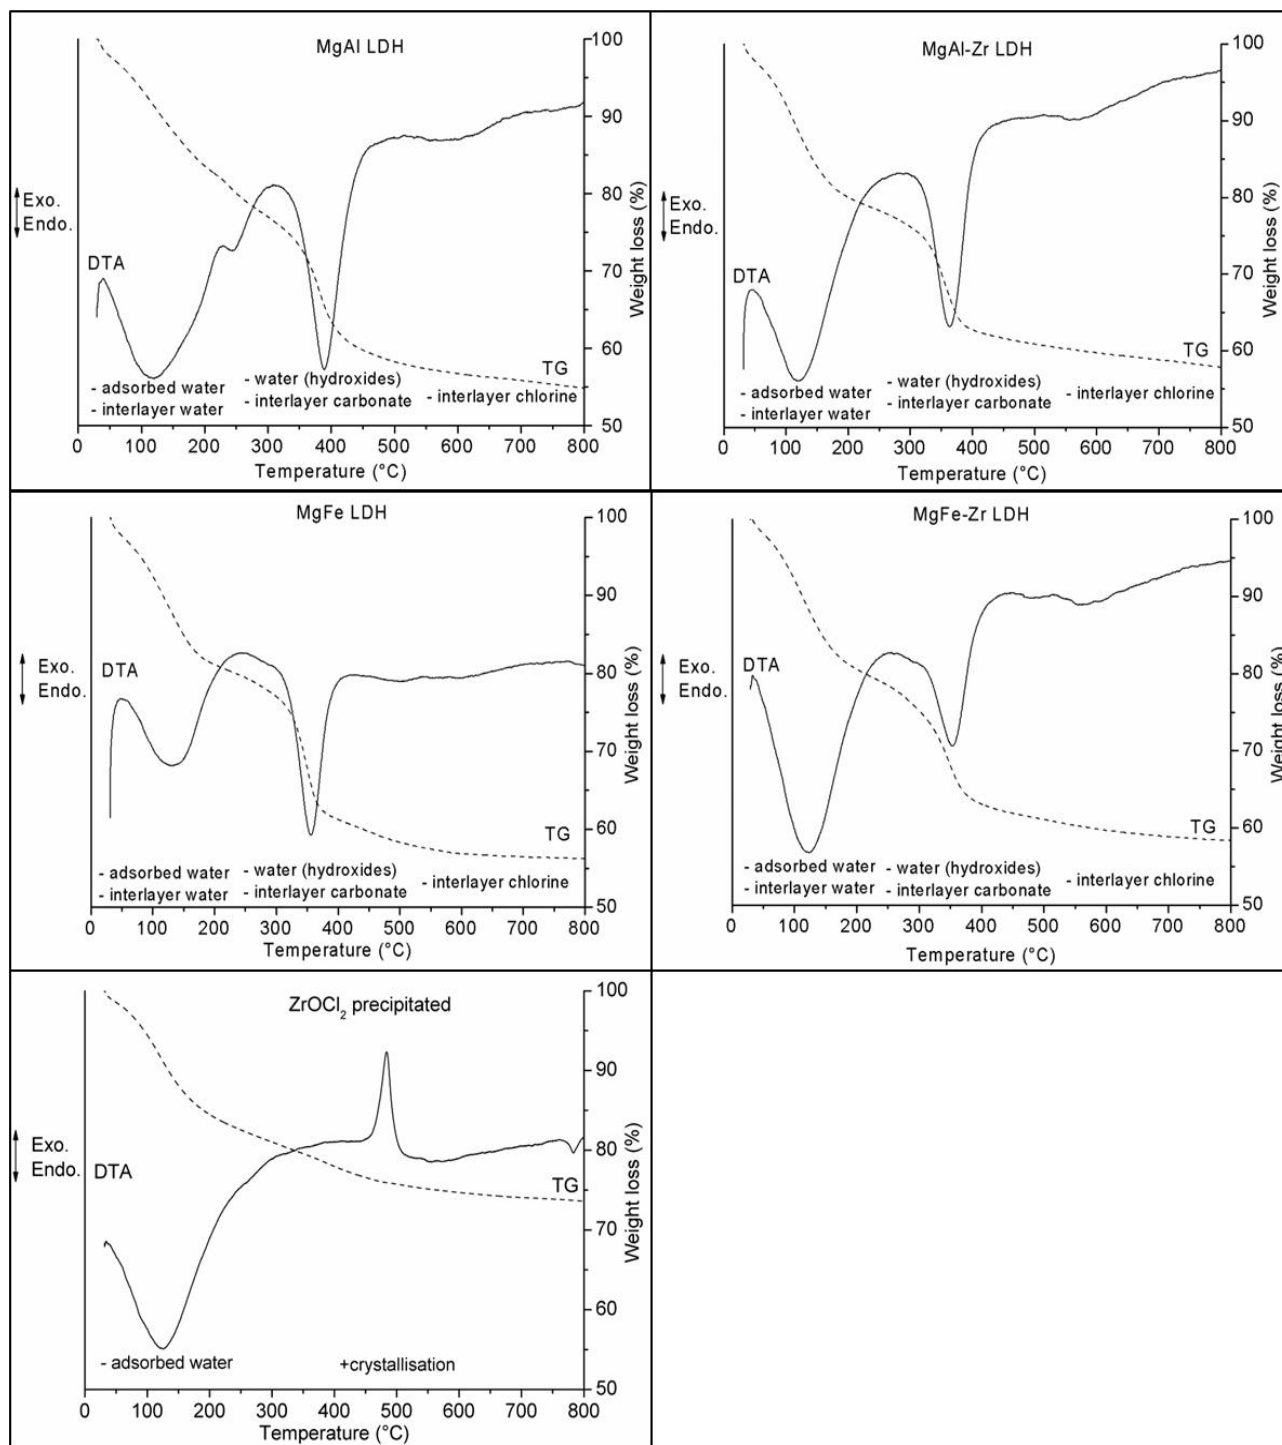 MgAl LDH
100
90
80
70
60
50
Weight loss (%)
Exo.
Endo.
DTA
TG
- adsorbed water
- interlayer water
- water (hydroxides)
- interlayer carbonate
- interlayer chlorine
0 100 200 300 400 500 600 700 800
Temperature (°C)
MgAl-Zr LDH
100
90
80
70
60
50
Weight loss (%)
Exo.
Endo.
DTA
TG
- adsorbed water
- interlayer water
- water (hydroxides)
- interlayer carbonate
- interlayer chlorine
0 100 200 300 400 500 600 700 800
Temperature (°C)
MgFe LDH
100
90
80
70
60
50
Weight loss (%)
Exo.
Endo.
DTA
TG
- adsorbed water
- interlayer water
- water (hydroxides)
- interlayer carbonate
- interlayer chlorine
0 100 200 300 400 500 600 700 800
Temperature (°C)
MgFe-Zr LDH
100
90
80
70
60
50
Weight loss (%)
Exo.
Endo.
DTA
TG
- adsorbed water
- interlayer water
- water (hydroxides)
- interlayer carbonate
- interlayer chlorine
0 100 200 300 400 500 600 700 800
Temperature (°C)
ZrOCl₂ precipitated
100
90
80
70
60
50
Weight loss (%)
Exo.
Endo.
DTA
TG
- adsorbed water
+crystallisation
0 100 200 300 400 500 600 700 800
Temperature (°C)